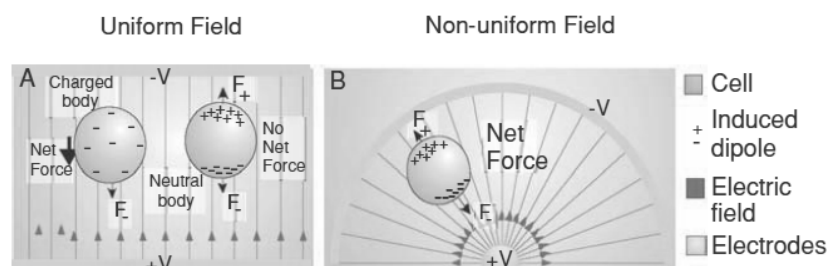 Uniform Field
Non-uniform Field
A
Charged
body
-V
F+
Net
Force
No
Net
Force
Neutral
body
F-
F-
+V
B
-V
F+
Net
Force
F-
+V
Cell
+
-
Induced
dipole
Electric
field
Electrodes